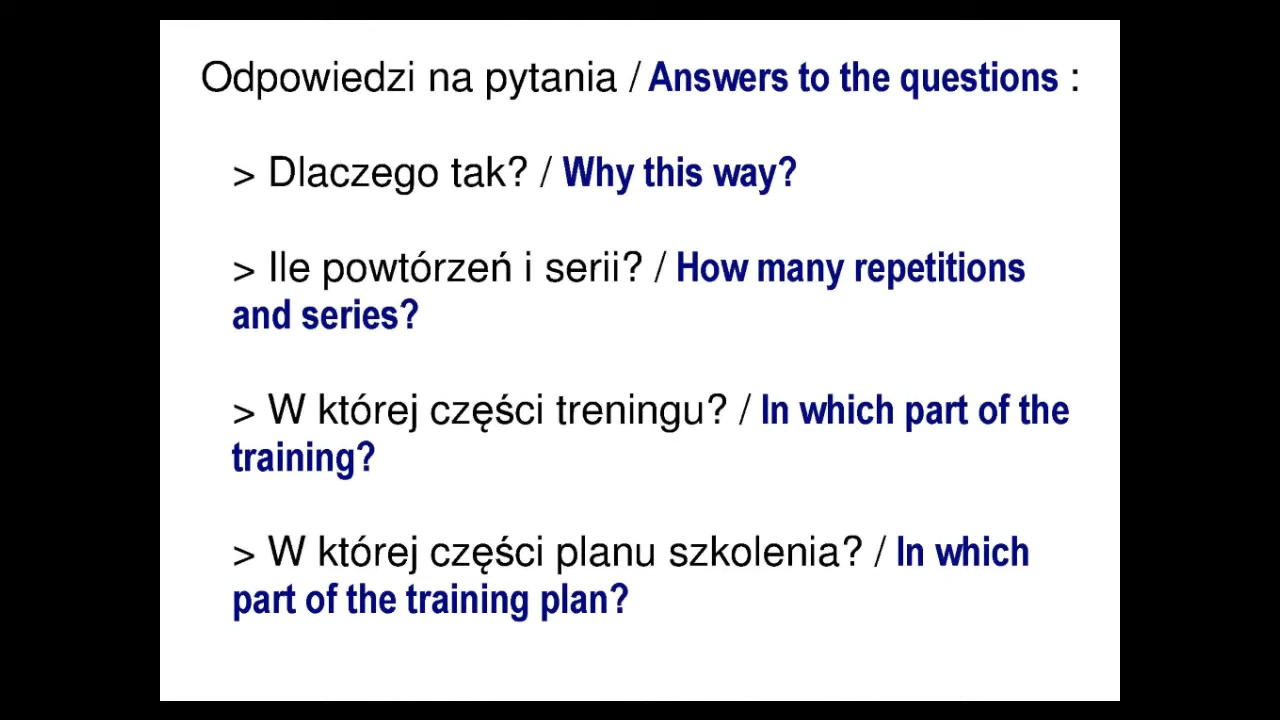 Odpowiedzi na pytania / Answers to the questions :
> Dlaczego tak? / Why this way?
> Ile powtórzeń i serii? / How many repetitions
and series?
> W której części treningu? / In which part of the
training?
> W której części planu szkolenia? / In which
part of the training plan?